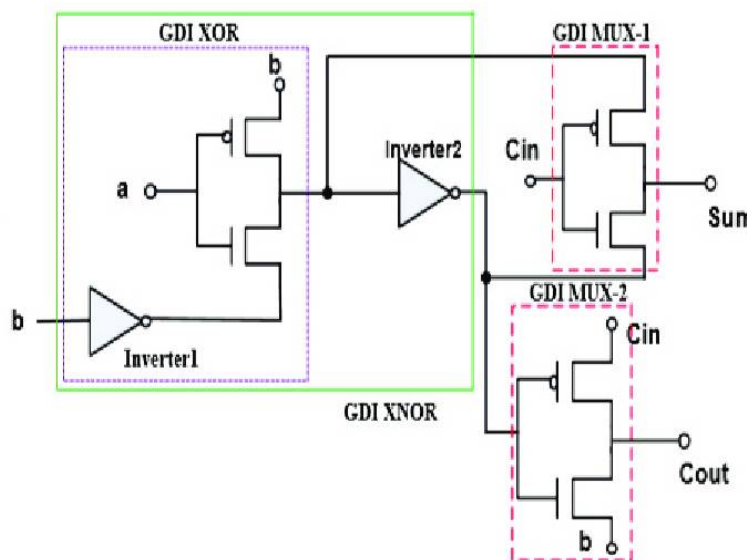 GDI XOR
GDI MUX-1
b
Inverter2
Cin
a
Sum
b
Inverter1
GDI MUX-2
Cin
GDI XNOR
Cout
b